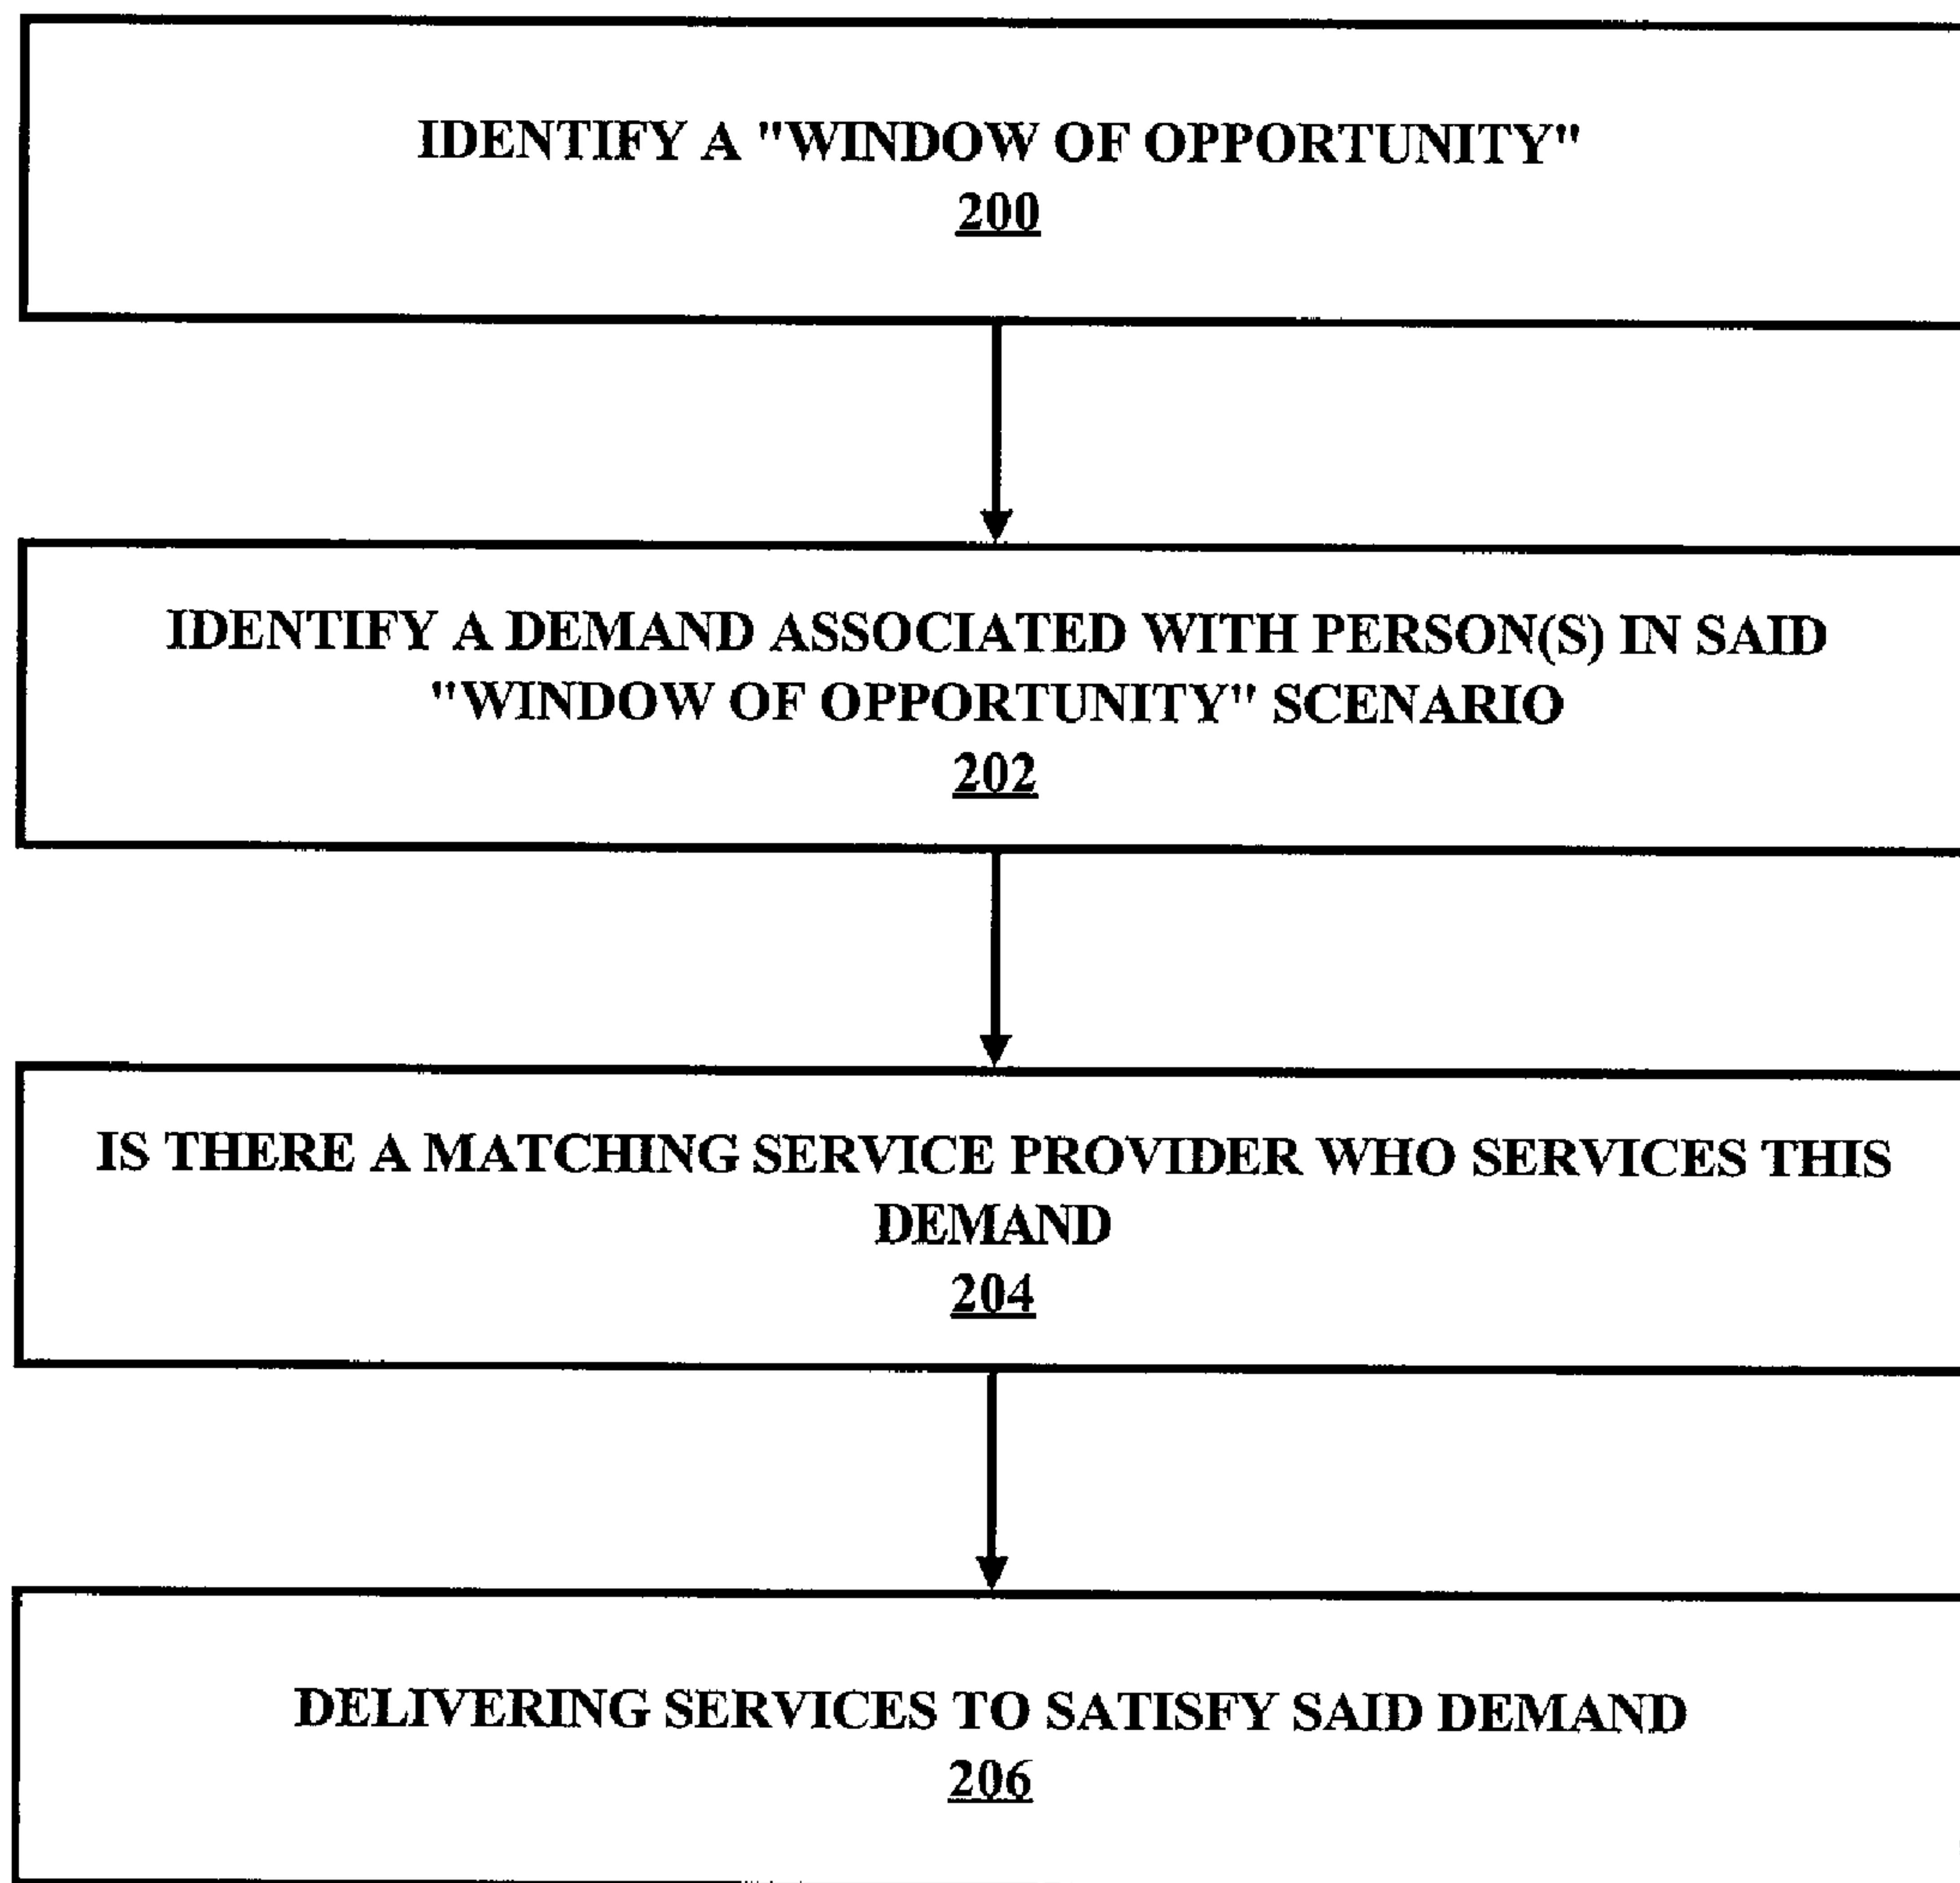 IDENTIFY A "WINDOW OF OPPORTUNITY"
200
IDENTIFY A DEMAND ASSOCIATED WITH PERSON(S) IN SAID
"WINDOW OF OPPORTUNITY" SCENARIO
202
IS THERE A MATCHING SERVICE PROVIDER WHO SERVICES THIS
DEMAND
204
DELIVERING SERVICES TO SATISFY SAID DEMAND
206